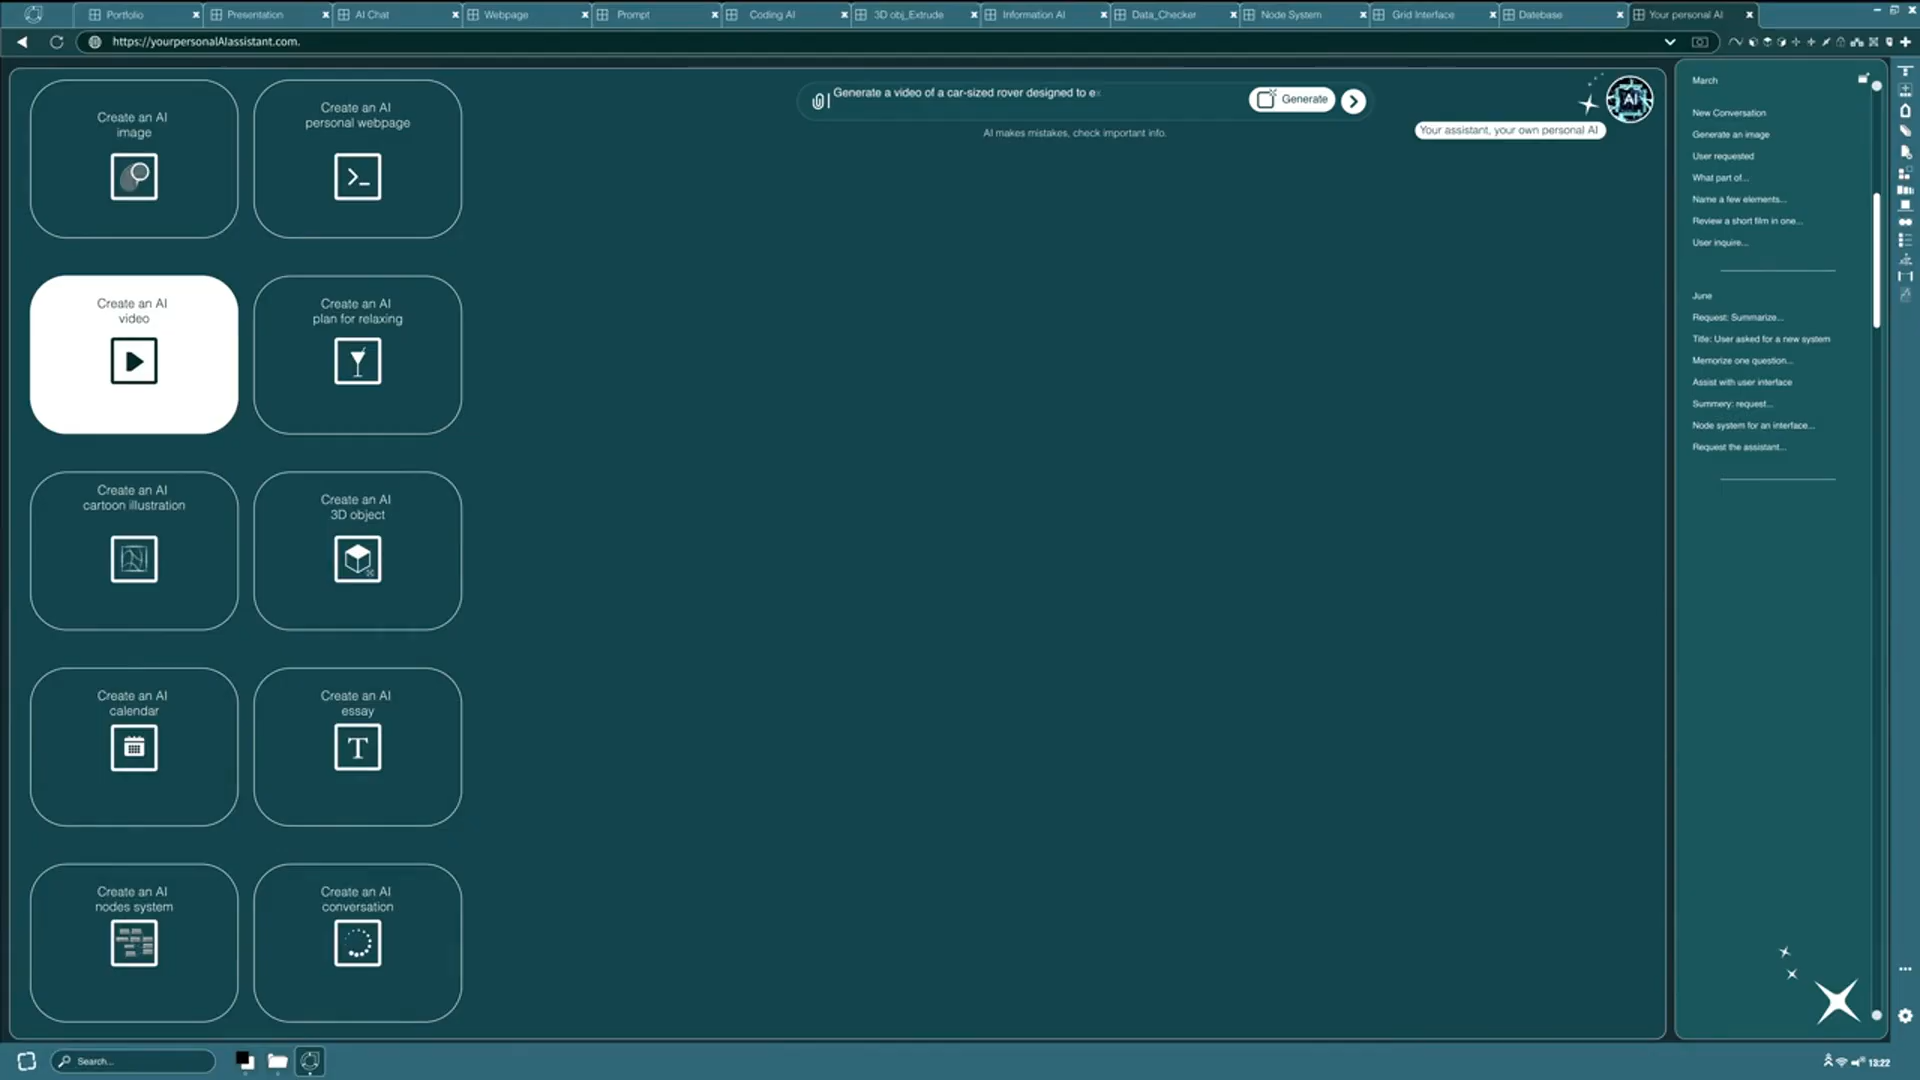 Portfolio
Presentation
AI Chat
Webpage
Prompt
Coding AI
3D obj_Extrude
Information AI
Data_Checker
Node System
Grid Interface
Datebase
Your personal AI
https://yourpersonalAIassistant.com.
Create an AI
image
Create an AI
personal webpage
Create an AI
video
Create an AI
plan for relaxing
Create an AI
cartoon illustration
Create an AI
3D object
Create an AI
calendar
Create an AI
essay
T
Create an AI
nodes system
Create an AI
conversation
Generate a video of a car-sized rover designed to ex
Generate
AI makes mistakes, check important info.
AI
Your assistant, your own personal AI
March
New Conversation
Generate an image
User requested
What part of...
Name a few elements...
Review a short film in one...
User inquire...
June
Request: Summarize...
Title: User asked for a new system
Memorize one question...
Assist with user interface
Summery: request...
Node system for an interface...
Request the assistant...
Search...
13:22